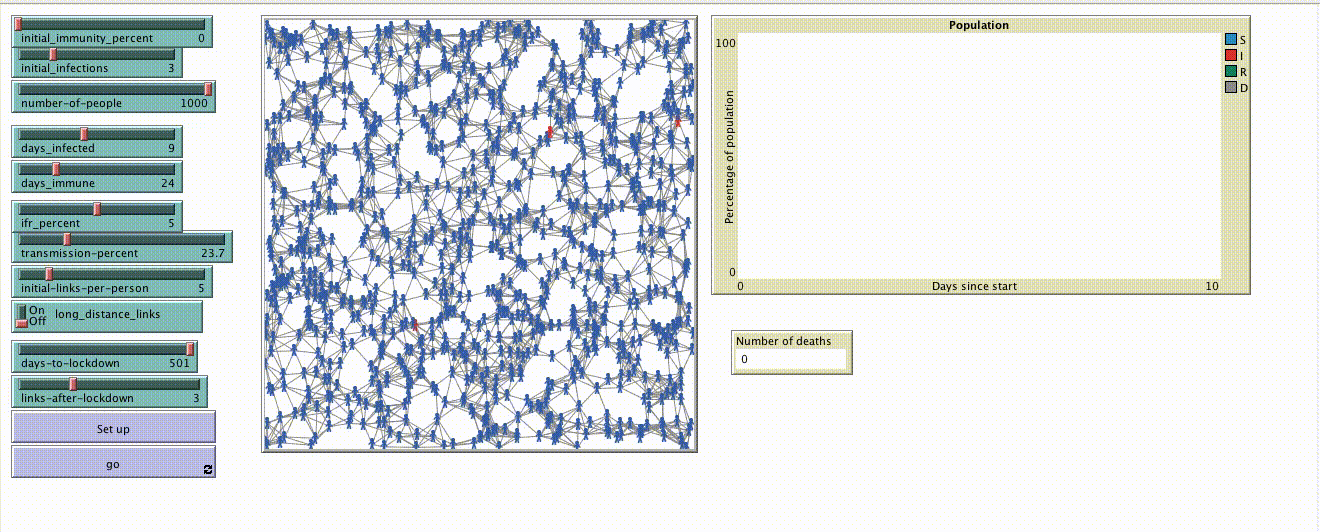 initial_immunity_percent 0
initial_infections 3
number-of-people 1000
days_infected 9
days_immune 24
ifr_percent 5
transmission-percent 23.7
initial-links-per-person 5
On
Off
long_distance_links
days-to-lockdown 501
links-after-lockdown 3
Set up
go
Population
100
Percentage of population
0
0 Days since start 10
S
I
R
D
Number of deaths
0